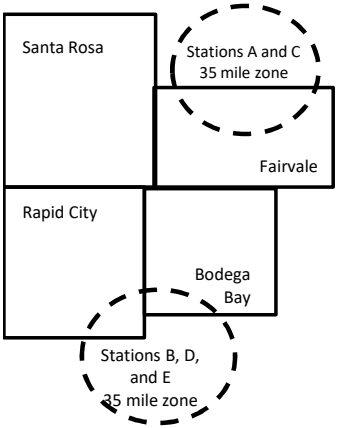 Santa Rosa
Stations A and C
35 mile zone
Fairvale
Rapid City
Bodega
Bay
Stations B, D,
and E
35 mile zone